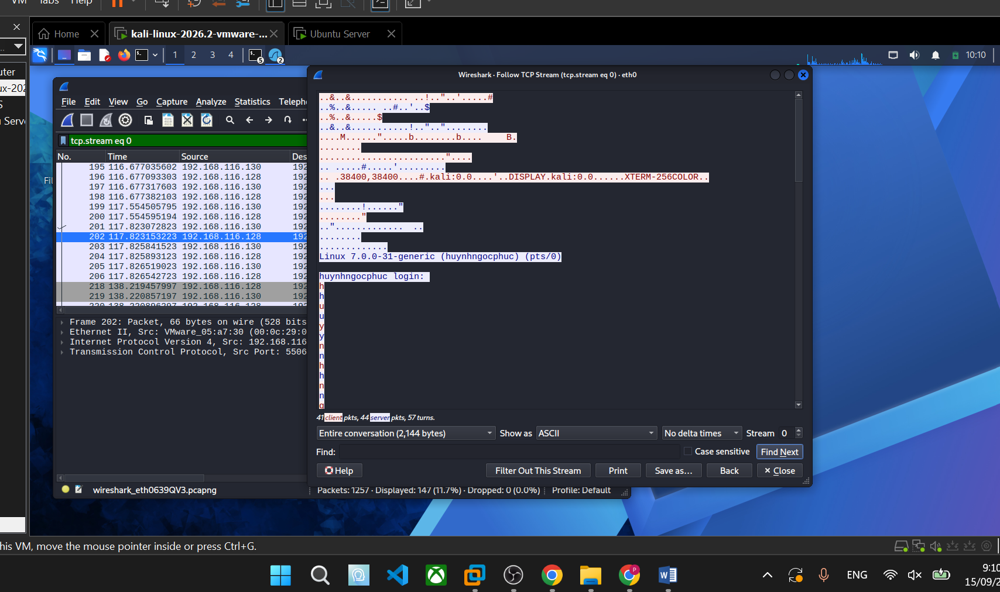 VM Tabs Help
Home
kali-linux-2026.2-vmware-...
Ubuntu Server
1 2 3 4
5
2
10:10
uter
ux-202
S
u Serve
Fil
File Edit View Go Capture Analyze Statistics Teleph
tcp.stream eq 0
No. Time Source Des
195 116.677035602 192.168.116.130 192
196 116.677093303 192.168.116.128 192
197 116.677317603 192.168.116.130 192
198 116.677382103 192.168.116.128 192
199 117.554505795 192.168.116.130 192
200 117.554595194 192.168.116.128 192
201 117.823072823 192.168.116.130 192
202 117.823153223 192.168.116.128 192
203 117.825841523 192.168.116.130 192
204 117.825893123 192.168.116.128 192
205 117.826519023 192.168.116.130 192
206 117.826542723 192.168.116.128 192
218 138.219457997 192.168.116.128 192
219 138.220857197 192.168.116.130 192
220 138.220896297 192.168.116.128 192
Frame 202: Packet, 66 bytes on wire (528 bits
Ethernet II, Src: VMware_05:a7:30 (00:0c:29:0
Internet Protocol Version 4, Src: 192.168.116
Transmission Control Protocol, Src Port: 5506
wireshark_eth0639QV3.pcapng
Packets: 1257 · Displayed: 147 (11.7%) · Dropped: 0 (0.0%)
Profile: Default
Wireshark · Follow TCP Stream (tcp.stream eq 0) · eth0
..&..&........... ..!.."..'.....#
..%..&..... ..#..'..$
..%..&.....$
..&..&...........!..".."........
....M......".....b........b.... B.
........
........................"....
.. .....#.....'.........
.. .38400,38400....#.kali:0.0....'..DISPLAY.kali:0.0......XTERM-256COLOR..
...
...
........!......"
........"
.."............. ..
........
.............
Linux 7.0.0-31-generic (huynhngocphuc) (pts/0)
huynhngocphuc login:
h
h
u
u
y
y
n
n
h
h
n
n
g
41 client pkts, 44 server pkts, 57 turns.
Entire conversation (2,144 bytes)
Show as
ASCII
No delta times
Stream 0
Find:
Case sensitive
Find Next
Help
Filter Out This Stream
Print
Save as…
Back
Close
his VM, move the mouse pointer inside or press Ctrl+G.
P
ENG
9:10
15/09/2